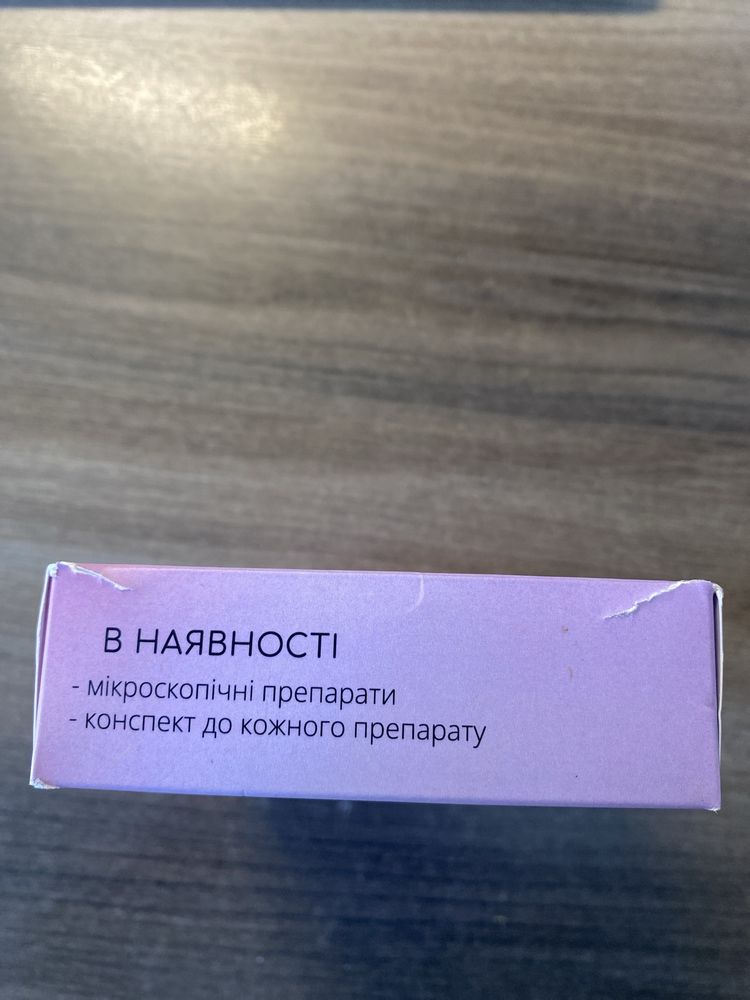 В НАЯВНОСТІ
- мікроскопічні препарати
- конспект до кожного препарату